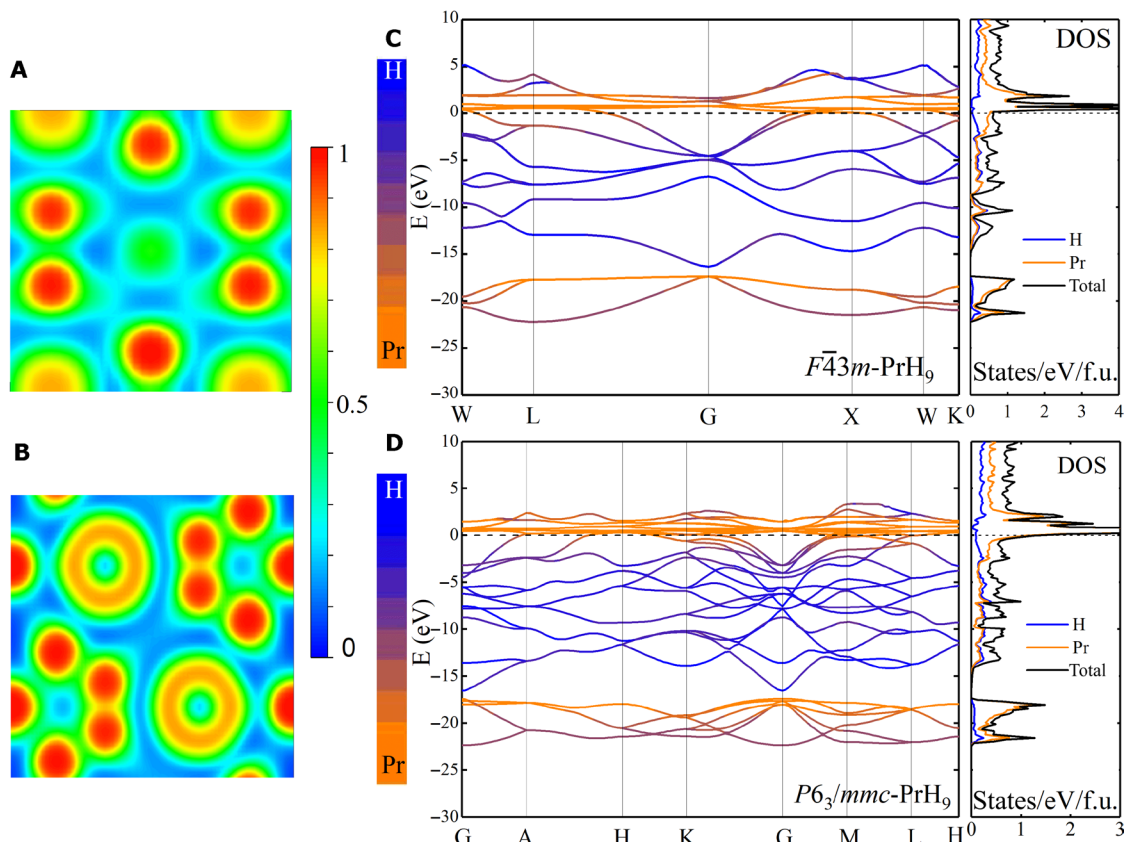 A
1
0.5
0
B
C
H
Pr
E (eV)
10
5
0
−5
−10
−15
−20
−25
−30
W L G X W K
F4̅3m-PrH₉
DOS
H
Pr
Total
States/eV/f.u.
0 1 2 3 4
D
H
Pr
E (eV)
10
5
0
−5
−10
−15
−20
−25
−30
G A H K G M L H
P6₃/mmc-PrH₉
DOS
H
Pr
Total
States/eV/f.u.
0 1 2 3